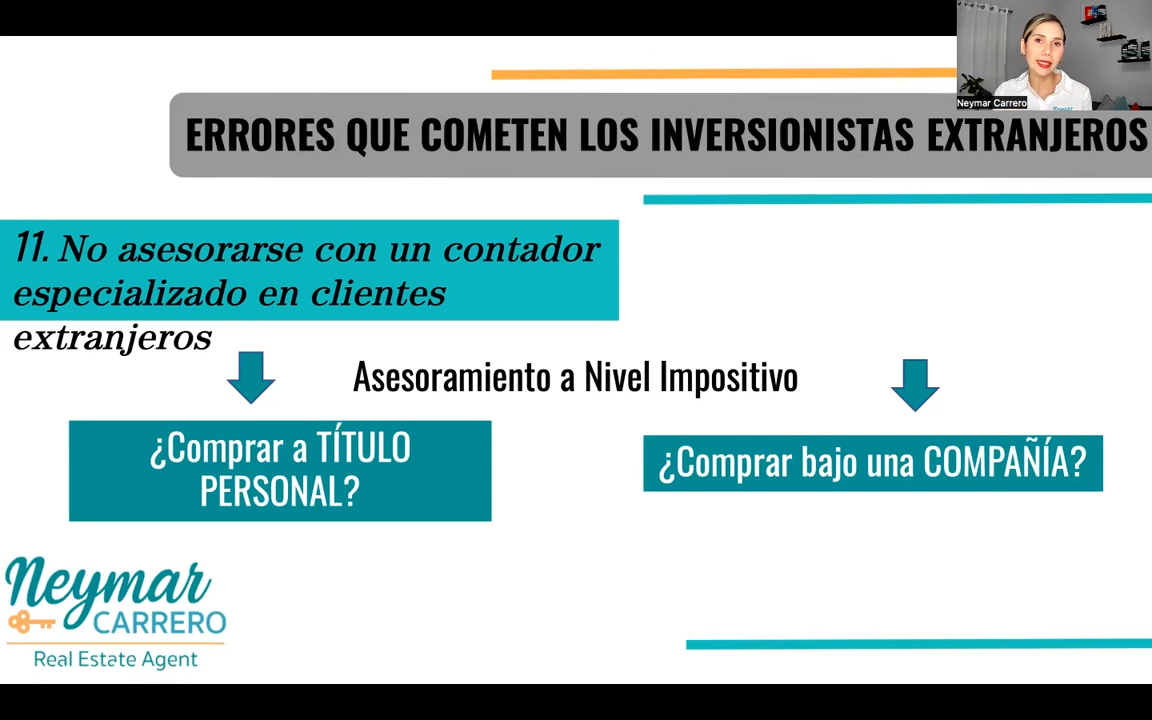 Neymar Carrero
ERRORES QUE COMETEN LOS INVERSIONISTAS EXTRANJEROS
11. No asesorarse con un contador
especializado en clientes
extranjeros
Asesoramiento a Nivel Impositivo
¿Comprar a TÍTULO
PERSONAL?
¿Comprar bajo una COMPAÑÍA?
Neymar
CARRERO
Real Estate Agent